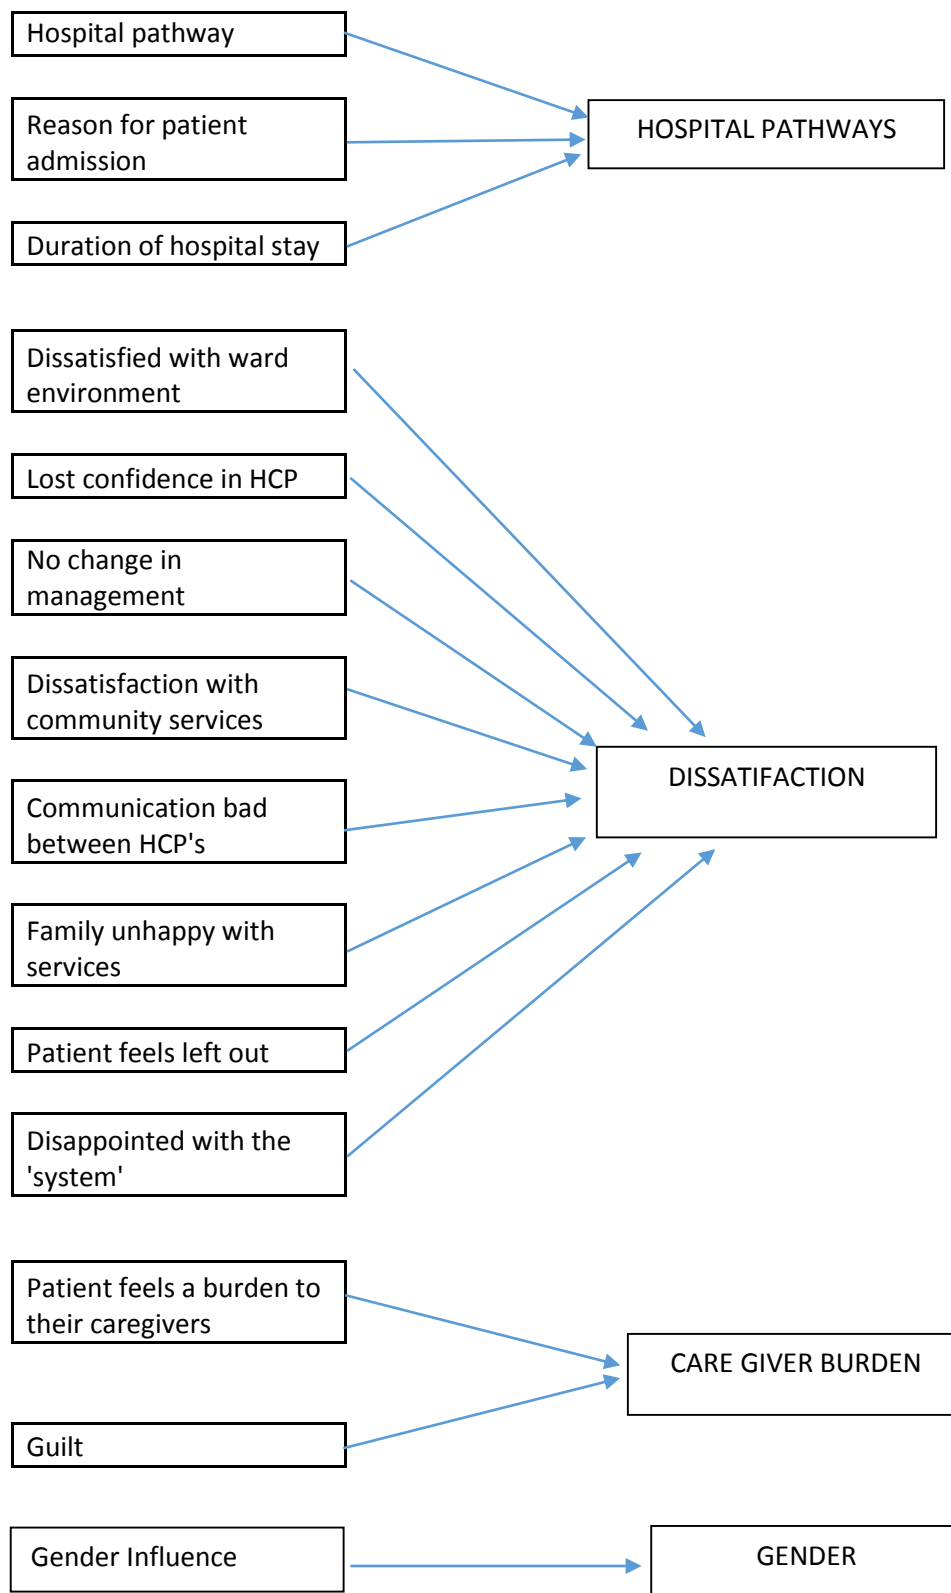 Hospital pathway
HOSPITAL PATHWAYS
Reason for patient
admission
Duration of hospital stay
Dissatisfied with ward
environment
Lost confidence in HCP
No change in
management
Dissatisfaction with
community services
DISSATIFACTION
Communication bad
between HCP's
Family unhappy with
services
Patient feels left out
Disappointed with the
'system'
Patient feels a burden to
their caregivers
CARE GIVER BURDEN
Guilt
Gender Influence
GENDER